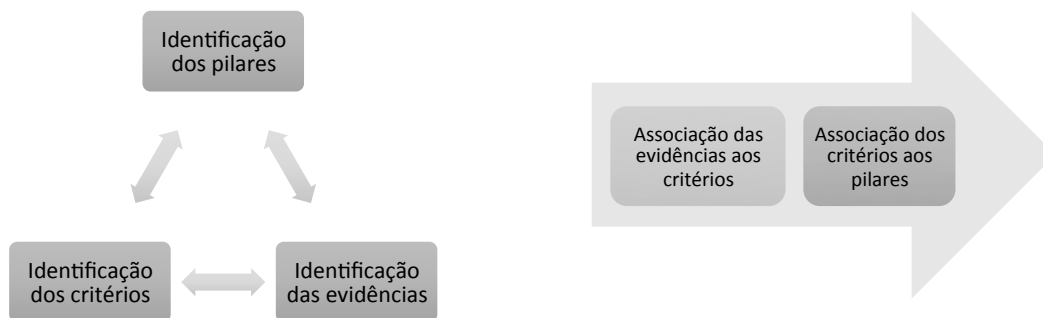 Identificação
dos pilares
Associação das
evidências aos
critérios
Associação dos
critérios aos
pilares
Identificação
dos critérios
Identificação
das evidências